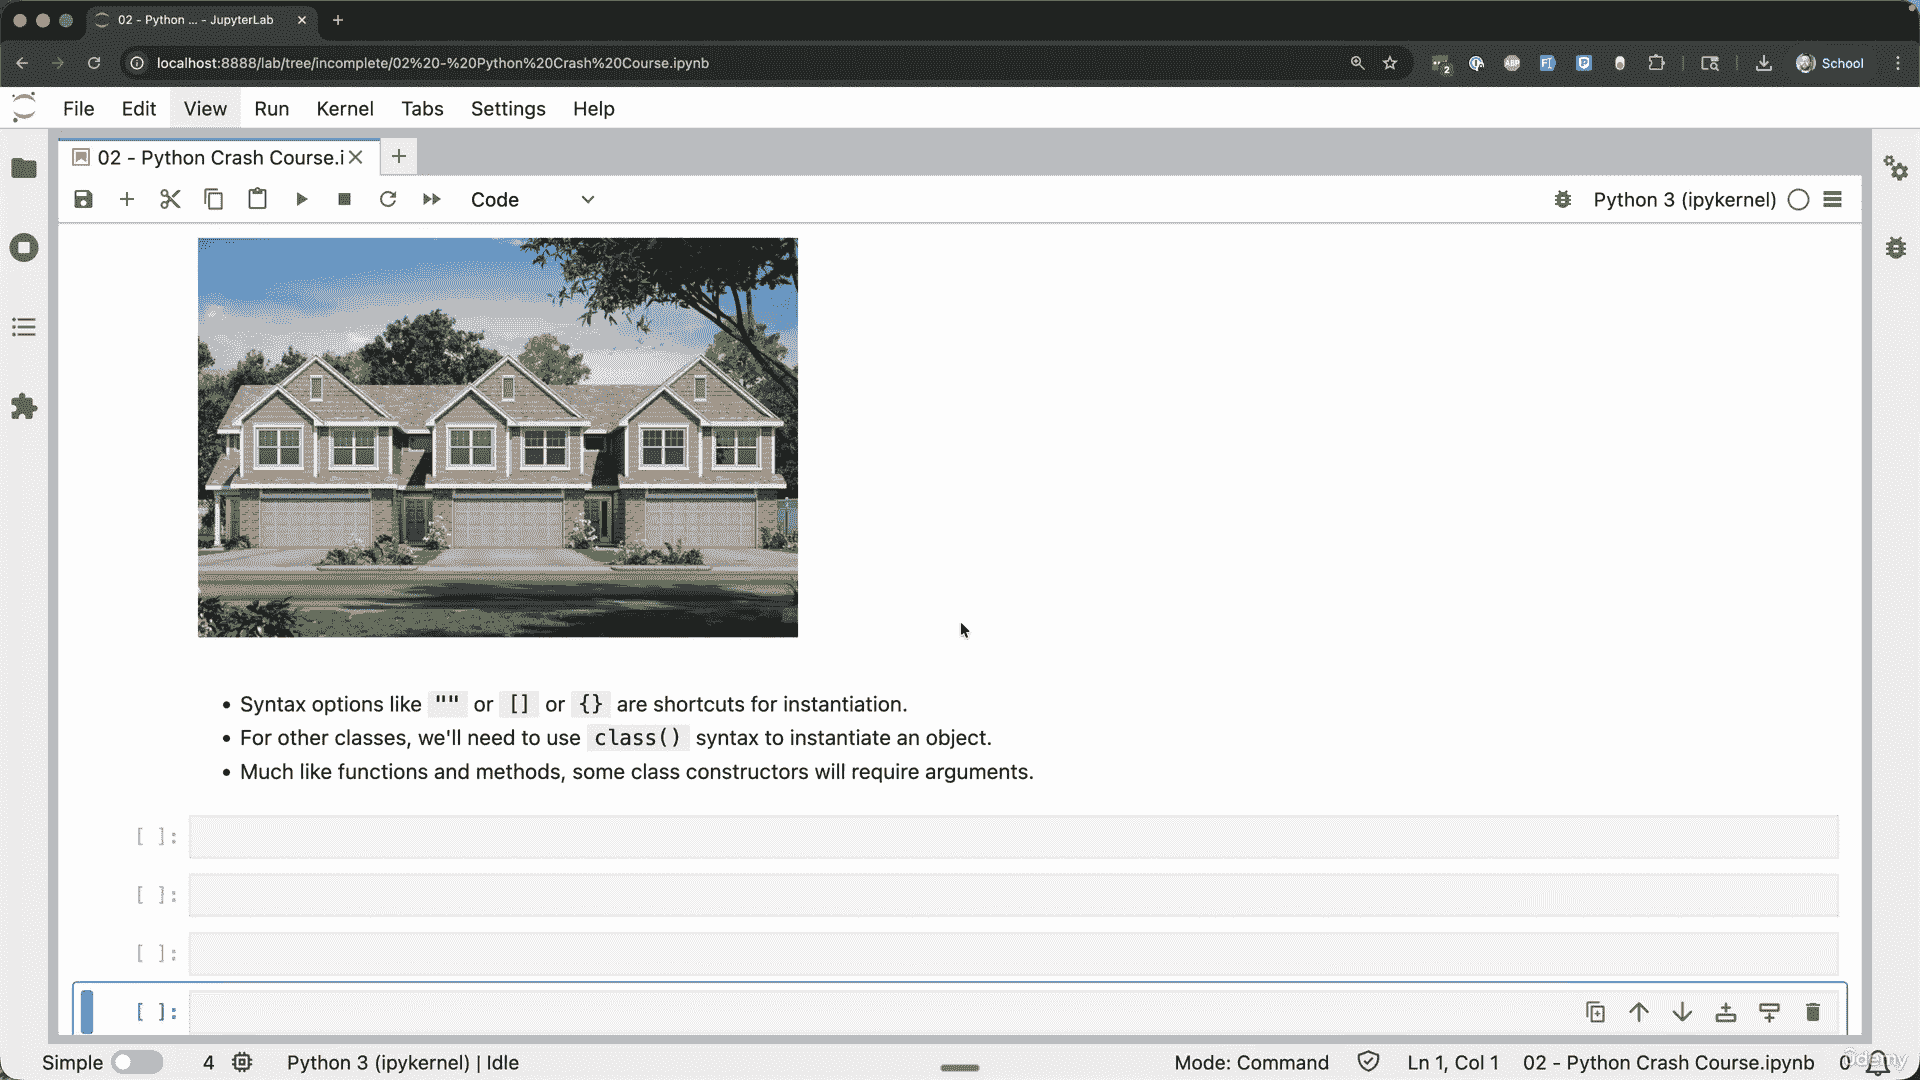 02 - Python ... - JupyterLab
localhost:8888/lab/tree/incomplete/02%20-%20Python%20Crash%20Course.ipynb
2
ABP
School
File Edit View Run Kernel Tabs Settings Help
02 - Python Crash Course.i
Code
Python 3 (ipykernel)
• Syntax options like "" or [] or {} are shortcuts for instantiation.
• For other classes, we'll need to use class() syntax to instantiate an object.
• Much like functions and methods, some class constructors will require arguments.
[ ]:
[ ]:
[ ]:
[ ]:
Simple 4 Python 3 (ipykernel) | Idle Mode: Command Ln 1, Col 1 02 - Python Crash Course.ipynb 0
Udemy